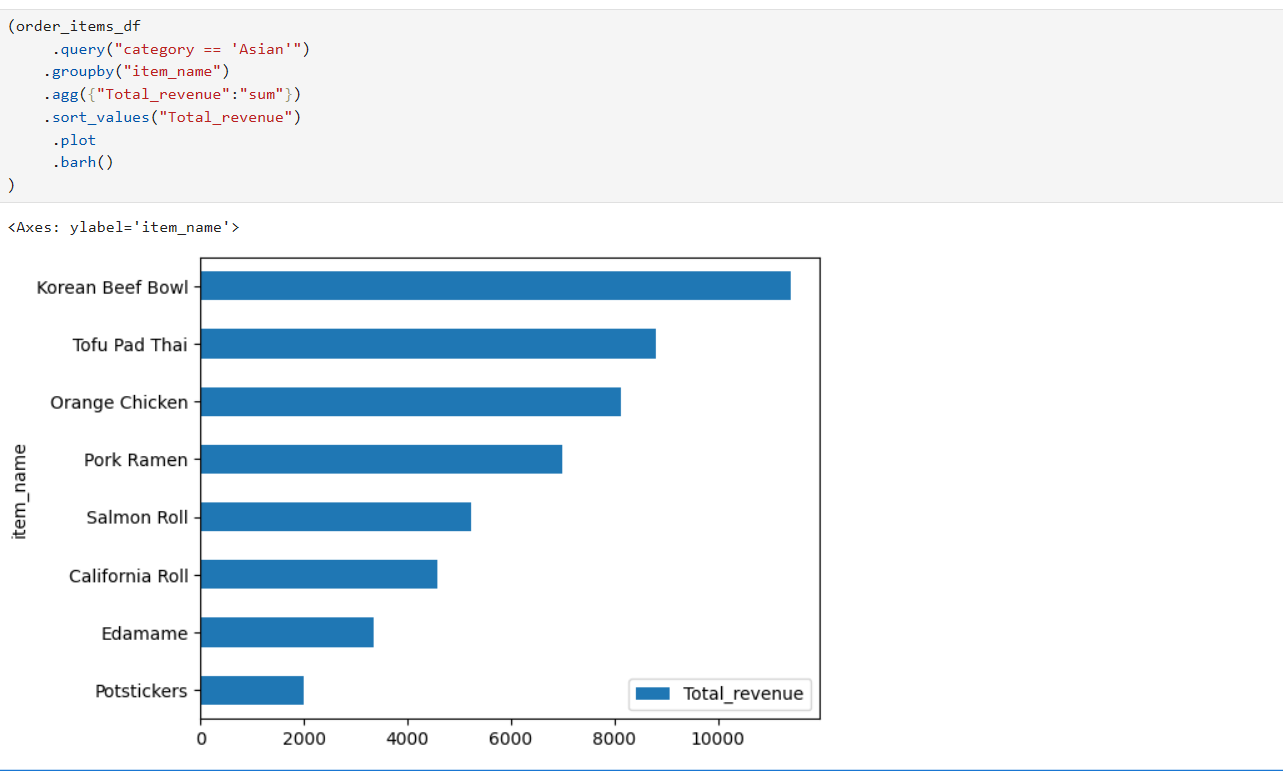 (order_items_df
.query("category == 'Asian'")
.groupby("item_name")
.agg({"Total_revenue":"sum"})
.sort_values("Total_revenue")
.plot
.barh()
)
<Axes: ylabel='item_name'>
Korean Beef Bowl
Tofu Pad Thai
Orange Chicken
Pork Ramen
Salmon Roll
California Roll
Edamame
Potstickers
item_name
Total_revenue
0 2000 4000 6000 8000 10000